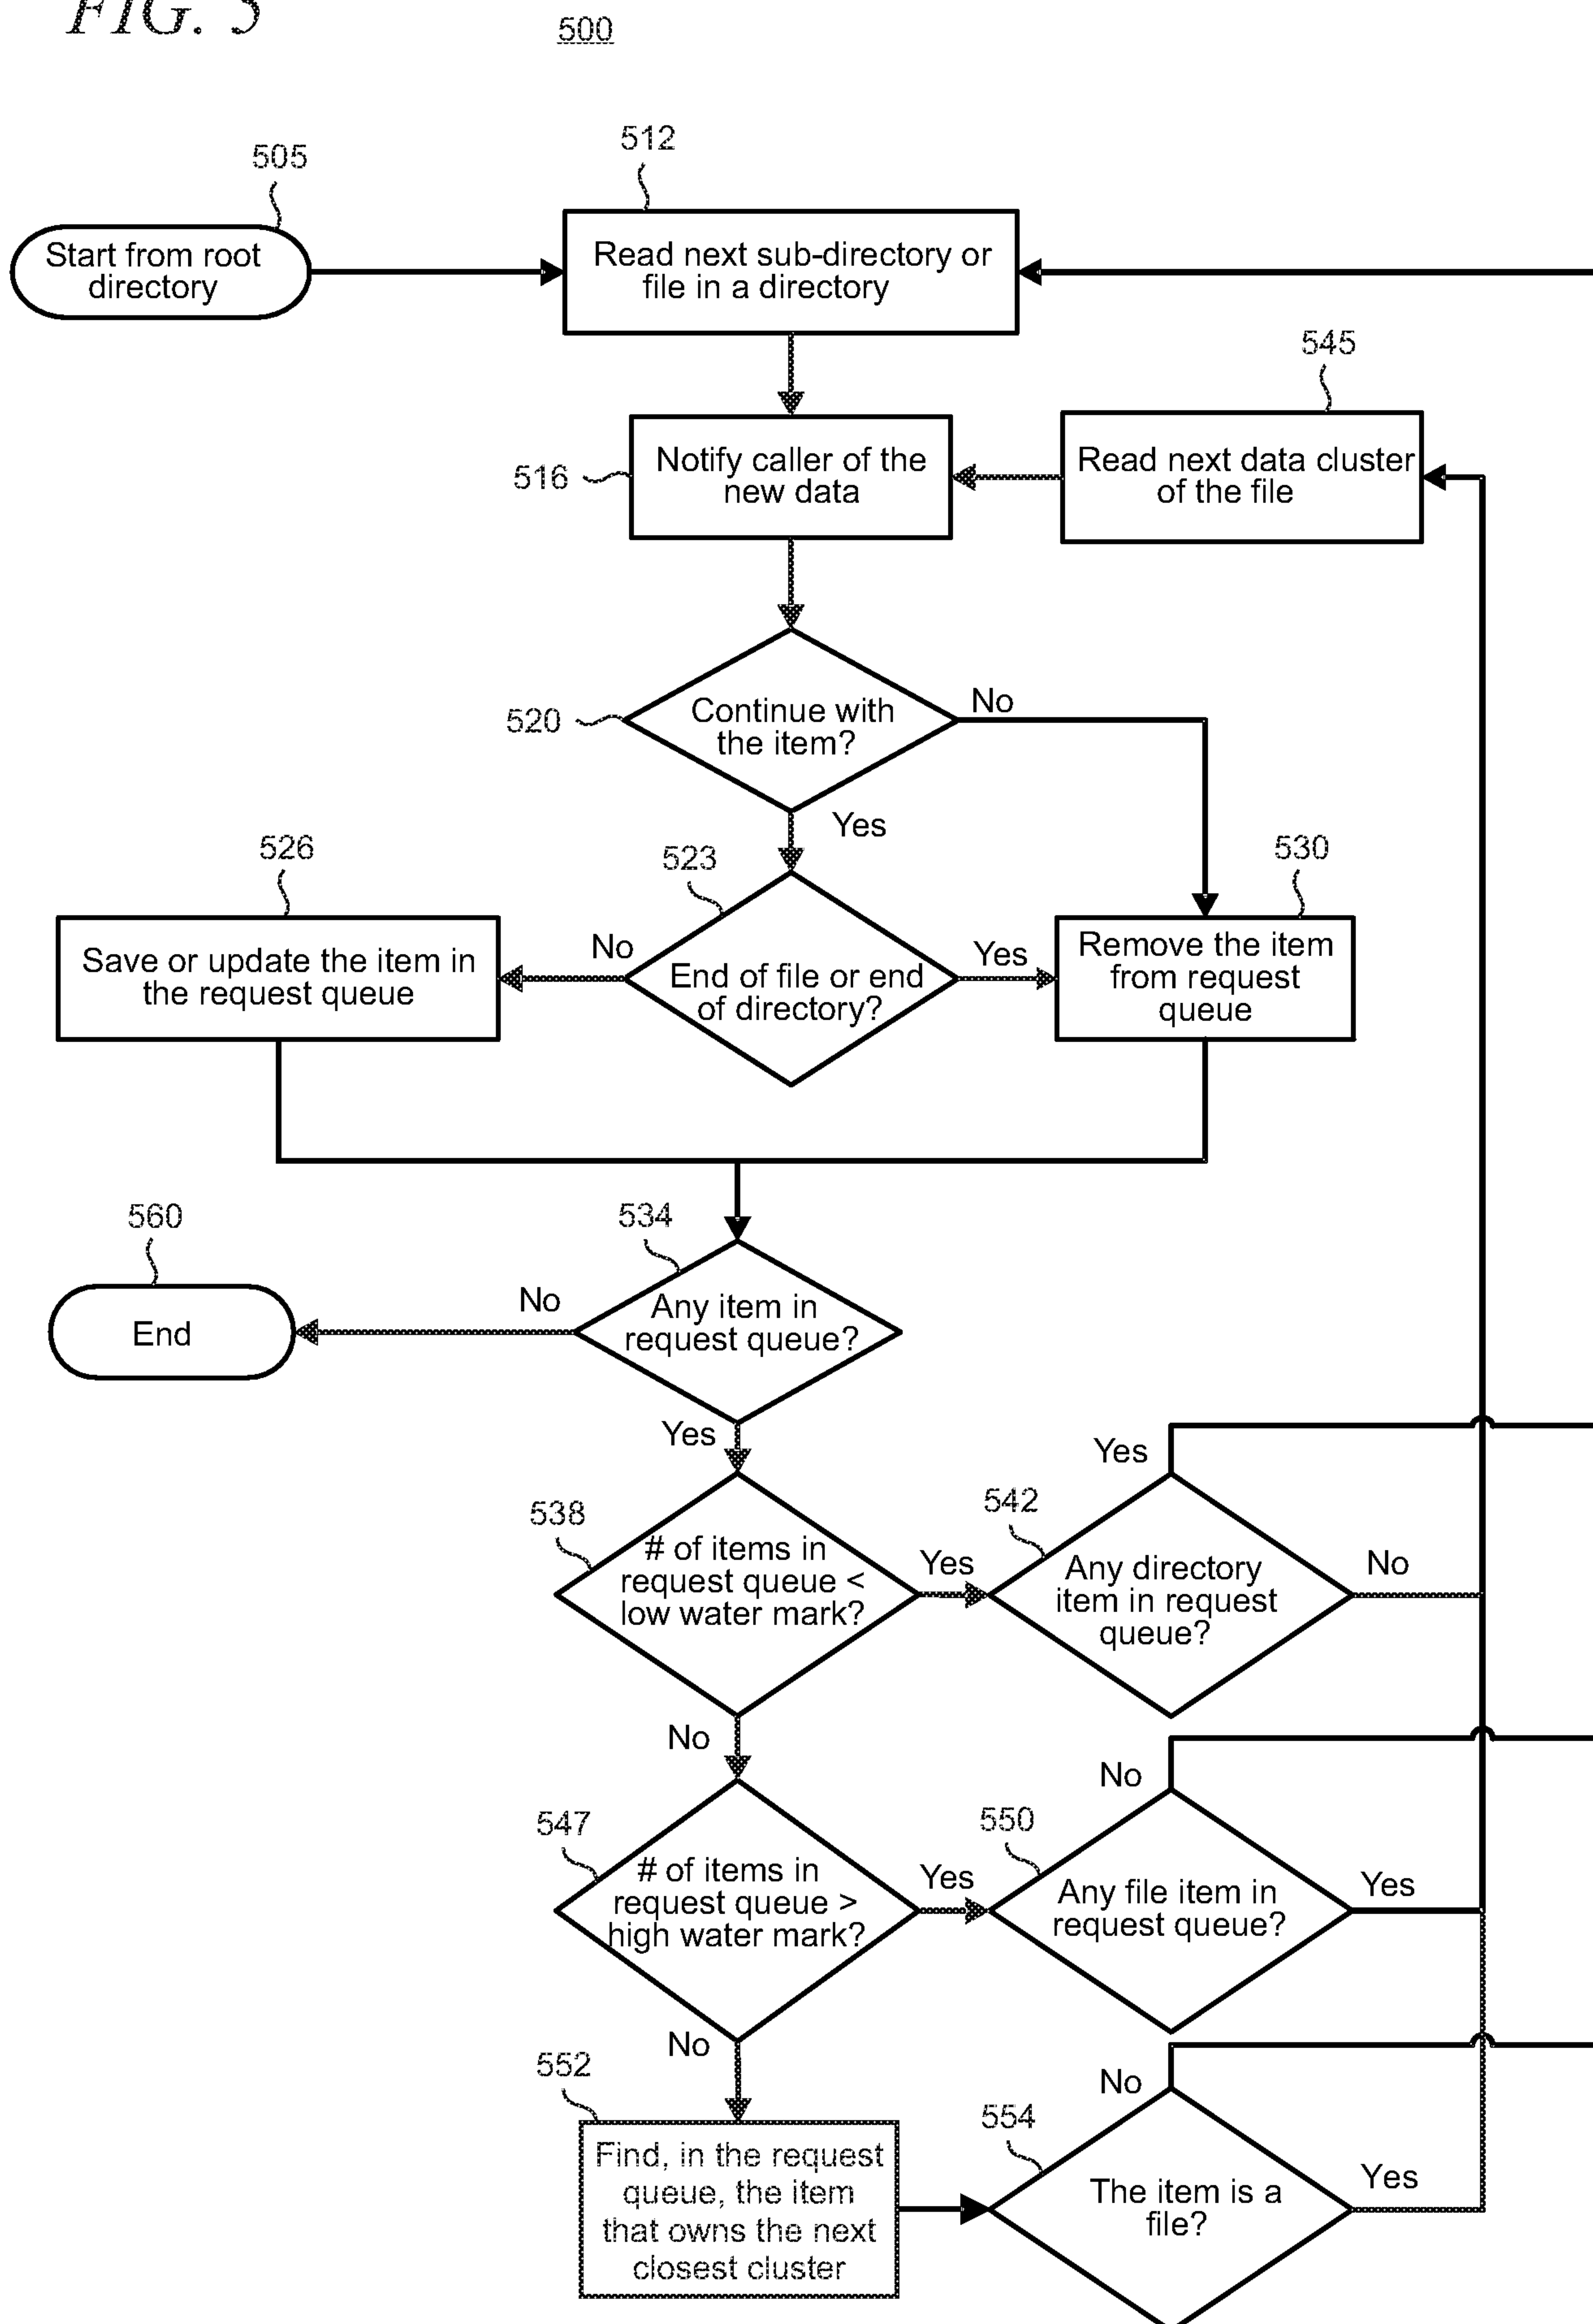 FIG. 5
500
505
512
Start from root
directory
Read next sub-directory or
file in a directory
545
516
Notify caller of the
new data
Read next data cluster
of the file
520
Continue with
the item?
No
Yes
526
523
530
Save or update the item in
the request queue
No
End of file or end
of directory?
Yes
Remove the item
from request
queue
560
534
End
No
Any item in
request queue?
Yes
538
# of items in
request queue <
low water mark?
Yes
542
Yes
Any directory
item in request
queue?
No
No
547
# of items in
request queue >
high water mark?
Yes
550
No
Any file item in
request queue?
Yes
No
552
Find, in the request
queue, the item
that owns the next
closest cluster
554
No
The item is a
file?
Yes